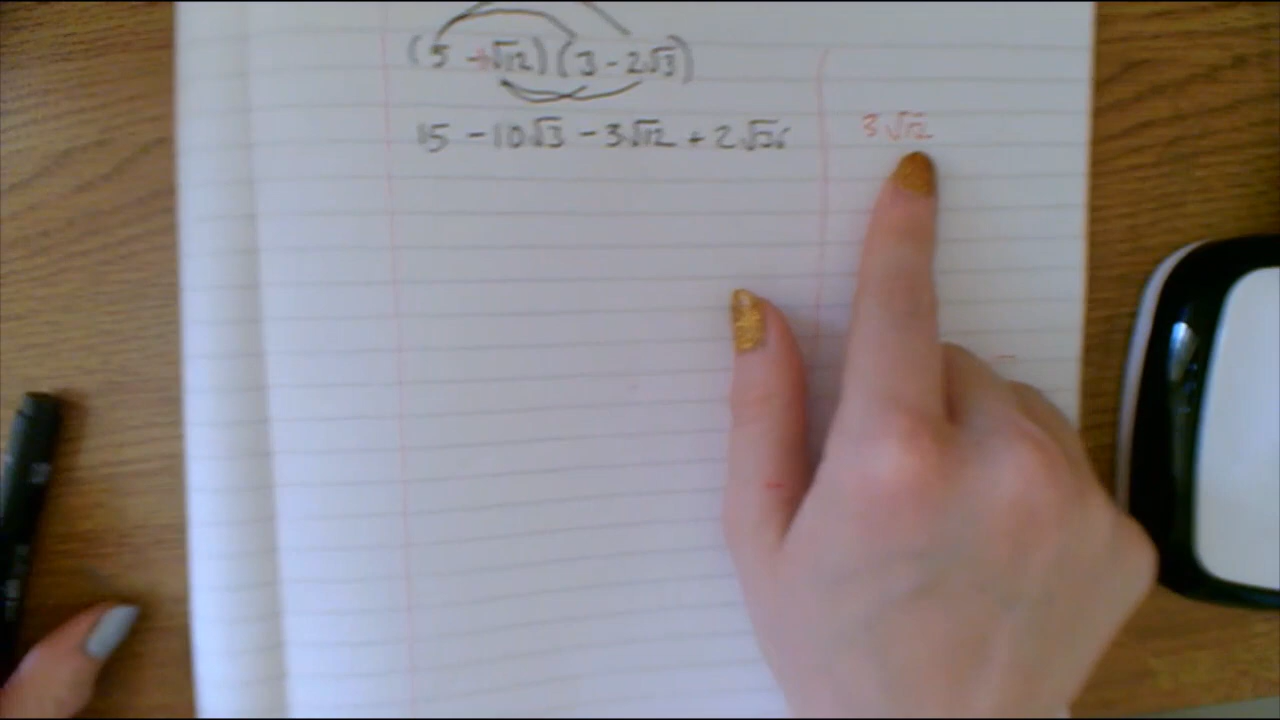 (5 - √12)(3 - 2√3)
15 - 10√3 - 3√12 + 2√36
3√12